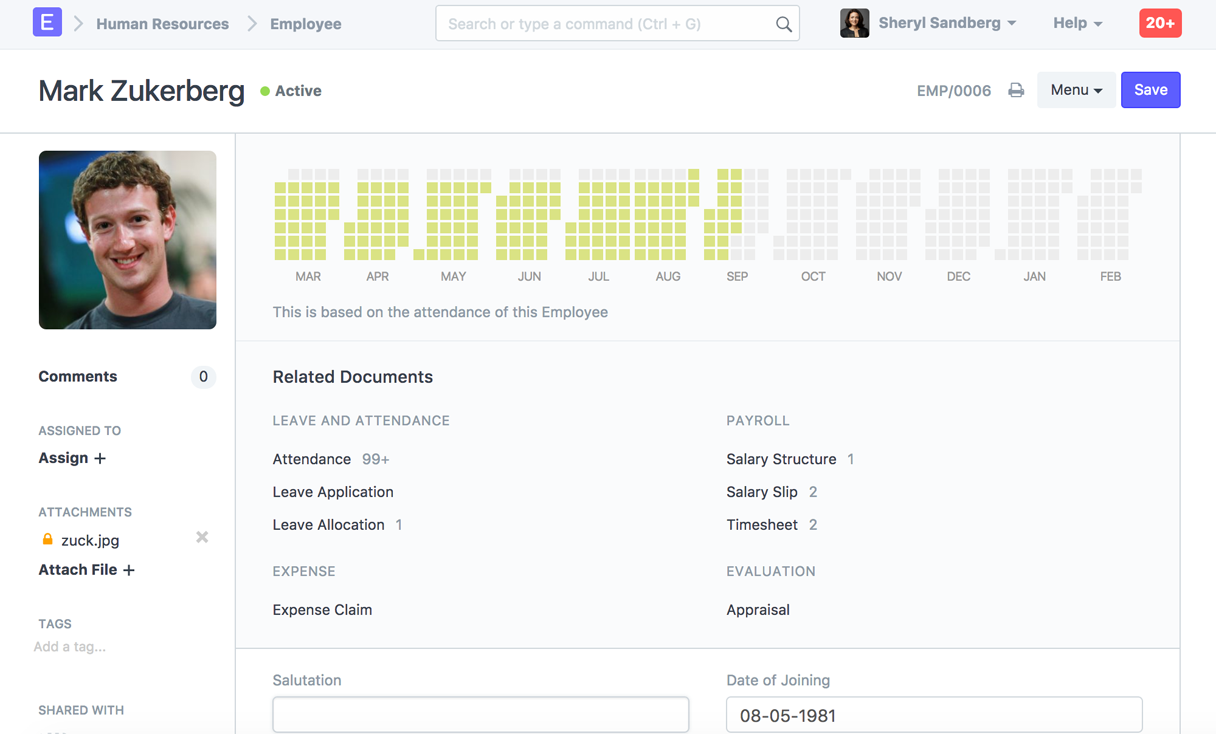 E Human Resources Employee Search or type a command (Ctrl + G) Sheryl Sandberg Help 20+
Mark Zukerberg Active EMP/0006 Menu Save
MAR APR MAY JUN JUL AUG SEP OCT NOV DEC JAN FEB
This is based on the attendance of this Employee
Comments 0
Related Documents
ASSIGNED TO
Assign +
LEAVE AND ATTENDANCE PAYROLL
Attendance 99+ Salary Structure 1
Leave Application Salary Slip 2
Leave Allocation 1 Timesheet 2
ATTACHMENTS
zuck.jpg
Attach File +
EXPENSE EVALUATION
Expense Claim Appraisal
TAGS
Add a tag...
SHARED WITH
Salutation Date of Joining
08-05-1981